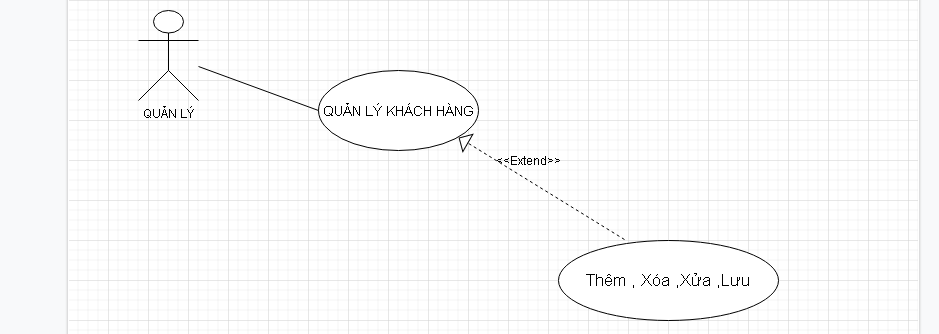 QUẢN LÝ
QUẢN LÝ KHÁCH HÀNG
<<Extend>>
Thêm , Xóa ,Xửa ,Lưu